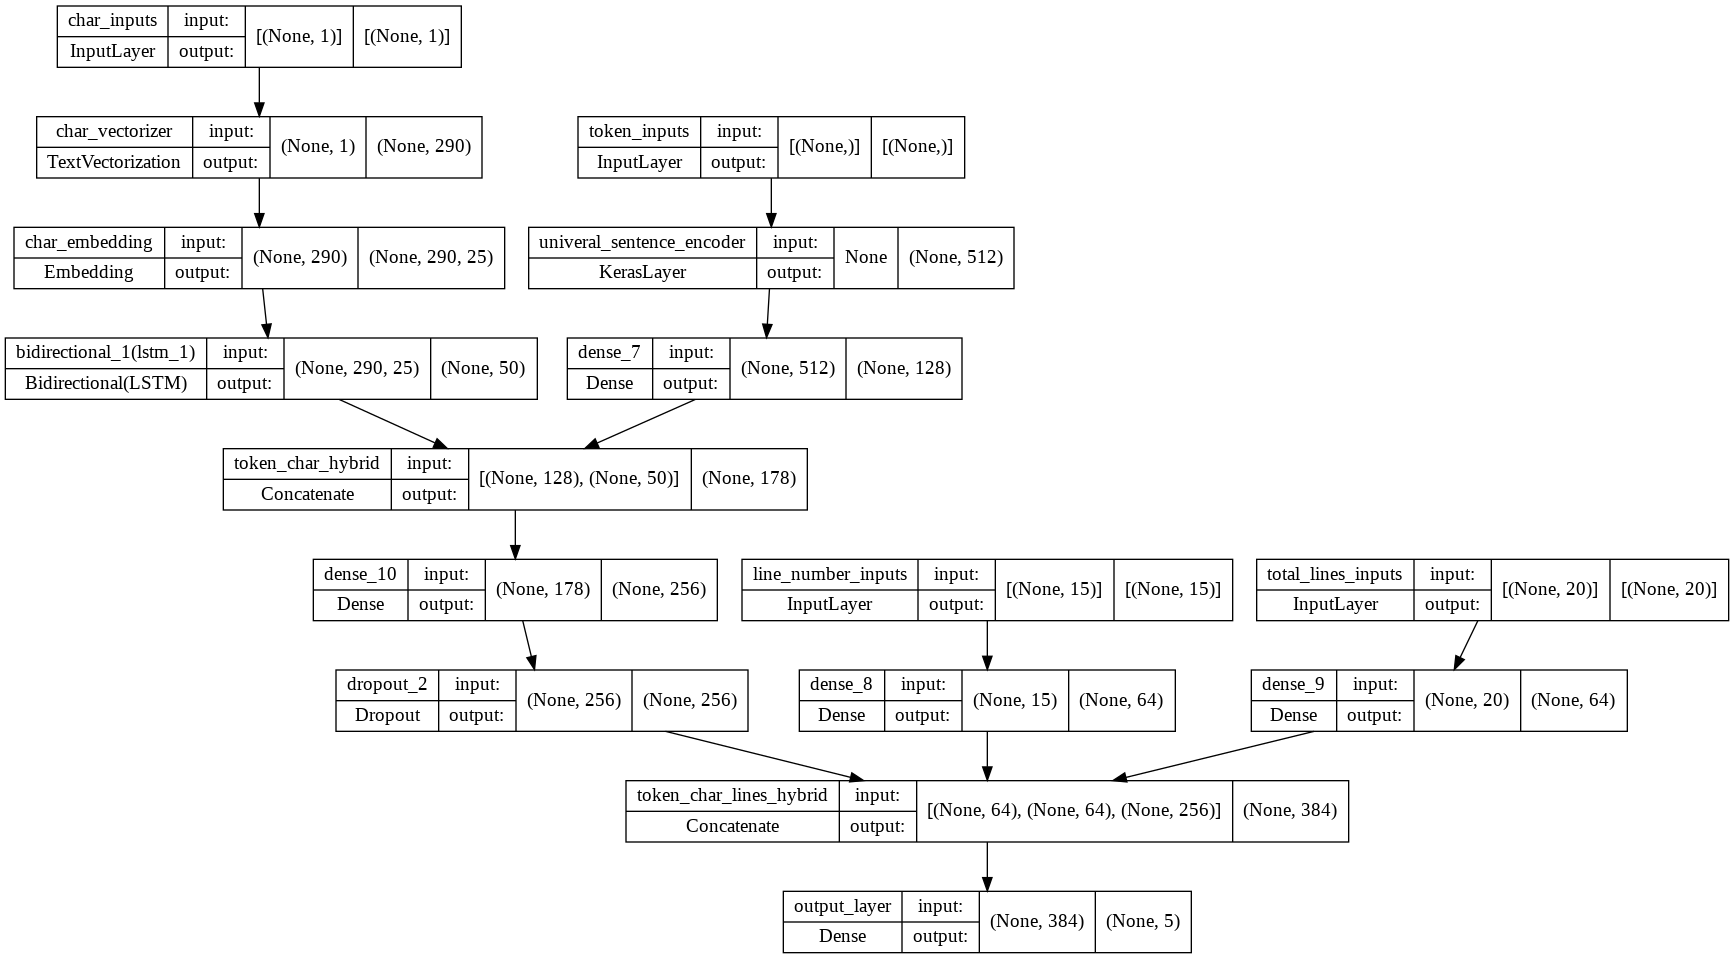 char_inputs input: [(None, 1)] [(None, 1)]
InputLayer output:
char_vectorizer input: (None, 1) (None, 290)
TextVectorization output:
token_inputs input: [(None,)] [(None,)]
InputLayer output:
char_embedding input: (None, 290) (None, 290, 25)
Embedding output:
univeral_sentence_encoder input: None (None, 512)
KerasLayer output:
bidirectional_1(lstm_1) input: (None, 290, 25) (None, 50)
Bidirectional(LSTM) output:
dense_7 input: (None, 512) (None, 128)
Dense output:
token_char_hybrid input: [(None, 128), (None, 50)] (None, 178)
Concatenate output:
dense_10 input: (None, 178) (None, 256)
Dense output:
line_number_inputs input: [(None, 15)] [(None, 15)]
InputLayer output:
total_lines_inputs input: [(None, 20)] [(None, 20)]
InputLayer output:
dropout_2 input: (None, 256) (None, 256)
Dropout output:
dense_8 input: (None, 15) (None, 64)
Dense output:
dense_9 input: (None, 20) (None, 64)
Dense output:
token_char_lines_hybrid input: [(None, 64), (None, 64), (None, 256)] (None, 384)
Concatenate output:
output_layer input: (None, 384) (None, 5)
Dense output: